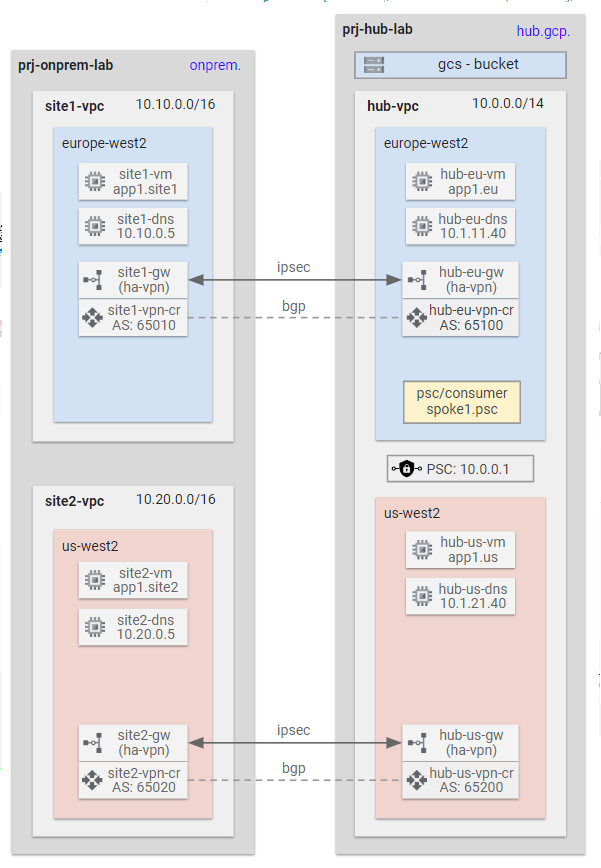 prj-onprem-lab
onprem.
site1-vpc
10.10.0.0/16
europe-west2
site1-vm
app1.site1
site1-dns
10.10.0.5
site1-gw
(ha-vpn)
site1-vpn-cr
AS: 65010
site2-vpc
10.20.0.0/16
us-west2
site2-vm
app1.site2
site2-dns
10.20.0.5
site2-gw
(ha-vpn)
site2-vpn-cr
AS: 65020
ipsec
bgp
ipsec
bgp
prj-hub-lab
hub.gcp.
gcs - bucket
hub-vpc
10.0.0.0/14
europe-west2
hub-eu-vm
app1.eu
hub-eu-dns
10.1.11.40
hub-eu-gw
(ha-vpn)
hub-eu-vpn-cr
AS: 65100
psc/consumer
spoke1.psc
PSC: 10.0.0.1
us-west2
hub-us-vm
app1.us
hub-us-dns
10.1.21.40
hub-us-gw
(ha-vpn)
hub-us-vpn-cr
AS: 65200